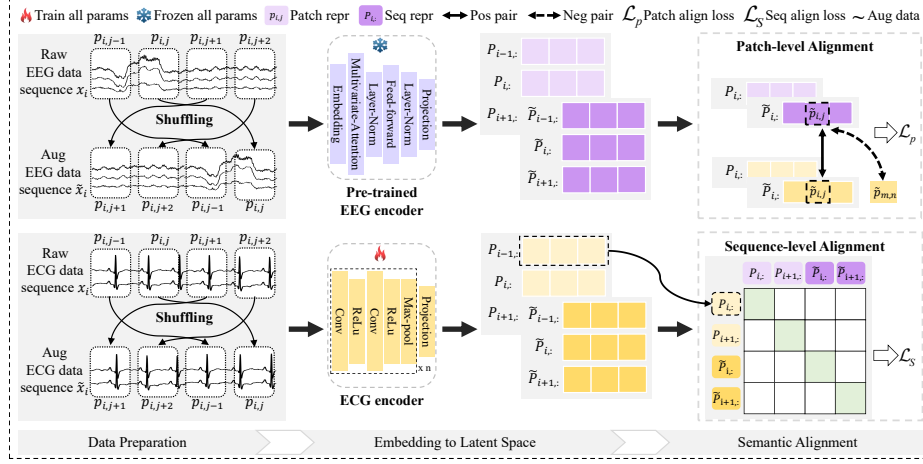 Train all params Frozen all params p_{i,j} Patch repr P_{i,:} Seq repr Pos pair Neg pair ℒ_p Patch align loss ℒ_S Seq align loss ~ Aug data
p_{i,j−1} p_{i,j} p_{i,j+1} p_{i,j+2}
Raw
EEG data
sequence x_i
Shuffling
Aug
EEG data
sequence x̃_i
p_{i,j+1} p_{i,j+2} p_{i,j−1} p_{i,j}
Embedding
Multivariate-Attention
Layer-Norm
Feed-forward
Layer-Norm
Projection
Pre-trained
EEG encoder
P_{i−1,:}
P_{i,:}
P_{i+1,:} P̃_{i−1,:}
P̃_{i,:}
P̃_{i+1,:}
Patch-level Alignment
P_{i,:}
P̃_{i,:} p̃_{i,j}
ℒ_p
P_{i,:}
P̃_{i,:} p̃_{i,j} p̃_{m,n}
p_{i,j−1} p_{i,j} p_{i,j+1} p_{i,j+2}
Raw
ECG data
sequence x_i
Shuffling
Aug
ECG data
sequence x̃_i
p_{i,j+1} p_{i,j+2} p_{i,j−1} p_{i,j}
Conv
ReLu
Conv
ReLu
Max-pool
Projection
x n
ECG encoder
P_{i−1,:}
P_{i,:}
P_{i+1,:} P̃_{i−1,:}
P̃_{i,:}
P̃_{i+1,:}
Sequence-level Alignment
P_{i,:} P_{i+1,:} P̃_{i,:} P̃_{i+1,:}
P_{i,:}
P_{i+1,:}
P̃_{i,:}
P̃_{i+1,:}
ℒ_S
Data Preparation Embedding to Latent Space Semantic Alignment